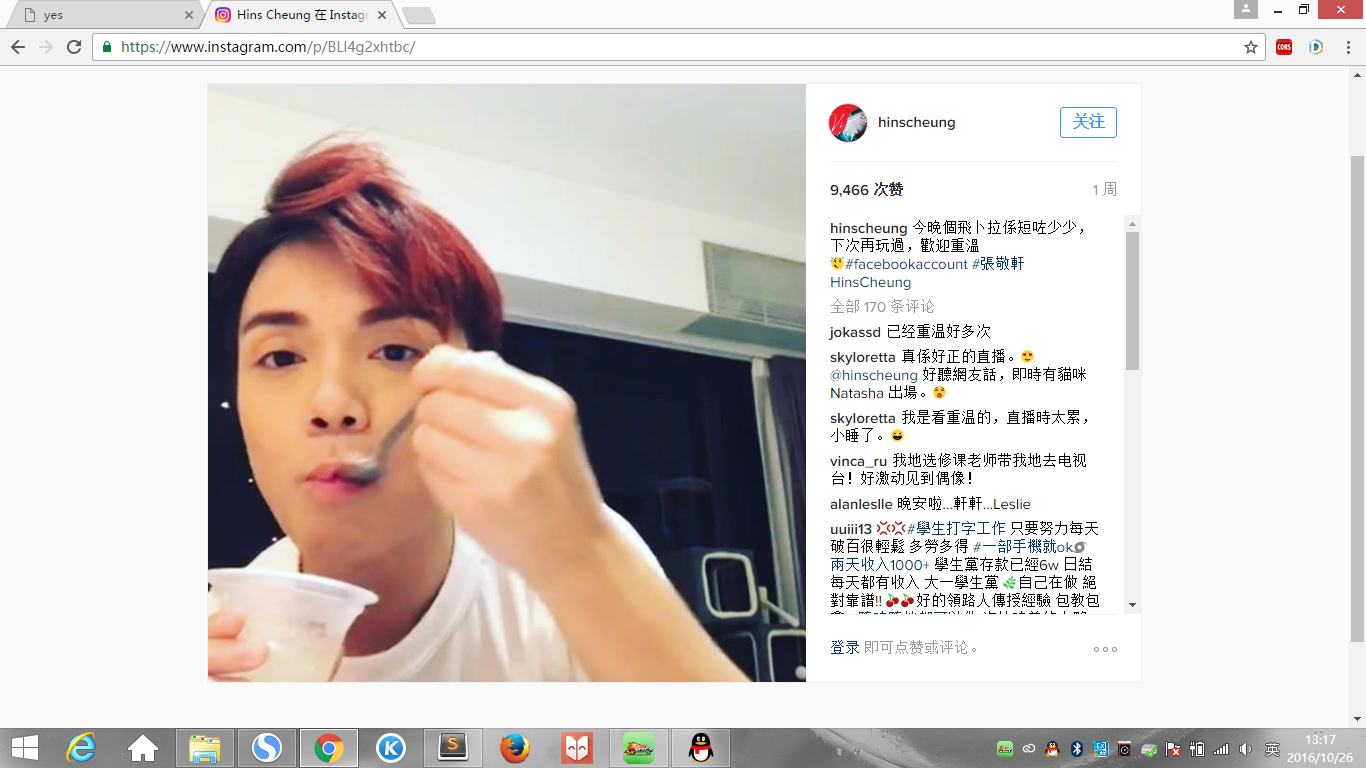 yes
Hins Cheung 在 Instagr
https://www.instagram.com/p/BLI4g2xhtbc/
hinscheung
关注
9,466 次赞
1 周
hinscheung 今晚個飛卜拉係短咗少少，
下次再玩過，歡迎重溫
😇#facebookaccount #張敬軒
HinsCheung
全部 170 条评论
jokassd 已经重温好多次
skyloretta 真係好正的直播。😍
@hinscheung 好聽網友話，即時有貓咪
Natasha 出場。😲
skyloretta 我是看重温的，直播時太累，
小睡了。😄
vinca_ru 我地选修课老师带我地去电视
台！好激动见到偶像！
alanleslle 晚安啦...軒軒...Leslie
uuiii13 💢💢#學生打字工作 只要努力每天
破百很輕鬆 多勞多得 #一部手機就ok
兩天收入1000+ 學生黨存款已經6w 日結
每天都有收入 大一學生黨 🌿自己在做 絕
對靠譜!! 🍒🍒好的領路人傳授經驗 包教包
登录 即可点赞或评论。
英
13:17
2016/10/26